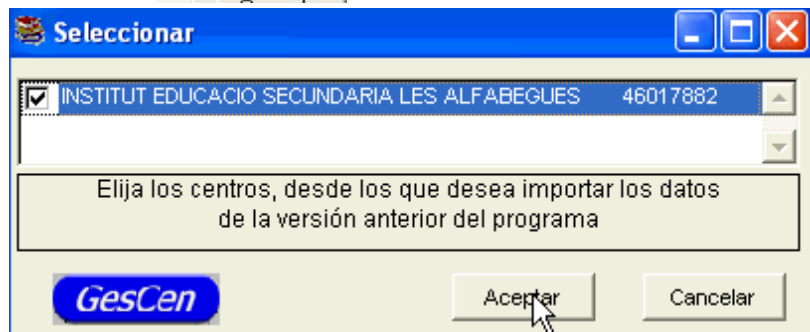 Seleccionar
INSTITUT EDUCACIO SECUNDARIA LES ALFABEGUES 46017882
Elija los centros, desde los que desea importar los datos
de la versión anterior del programa
GesCen Aceptar Cancelar